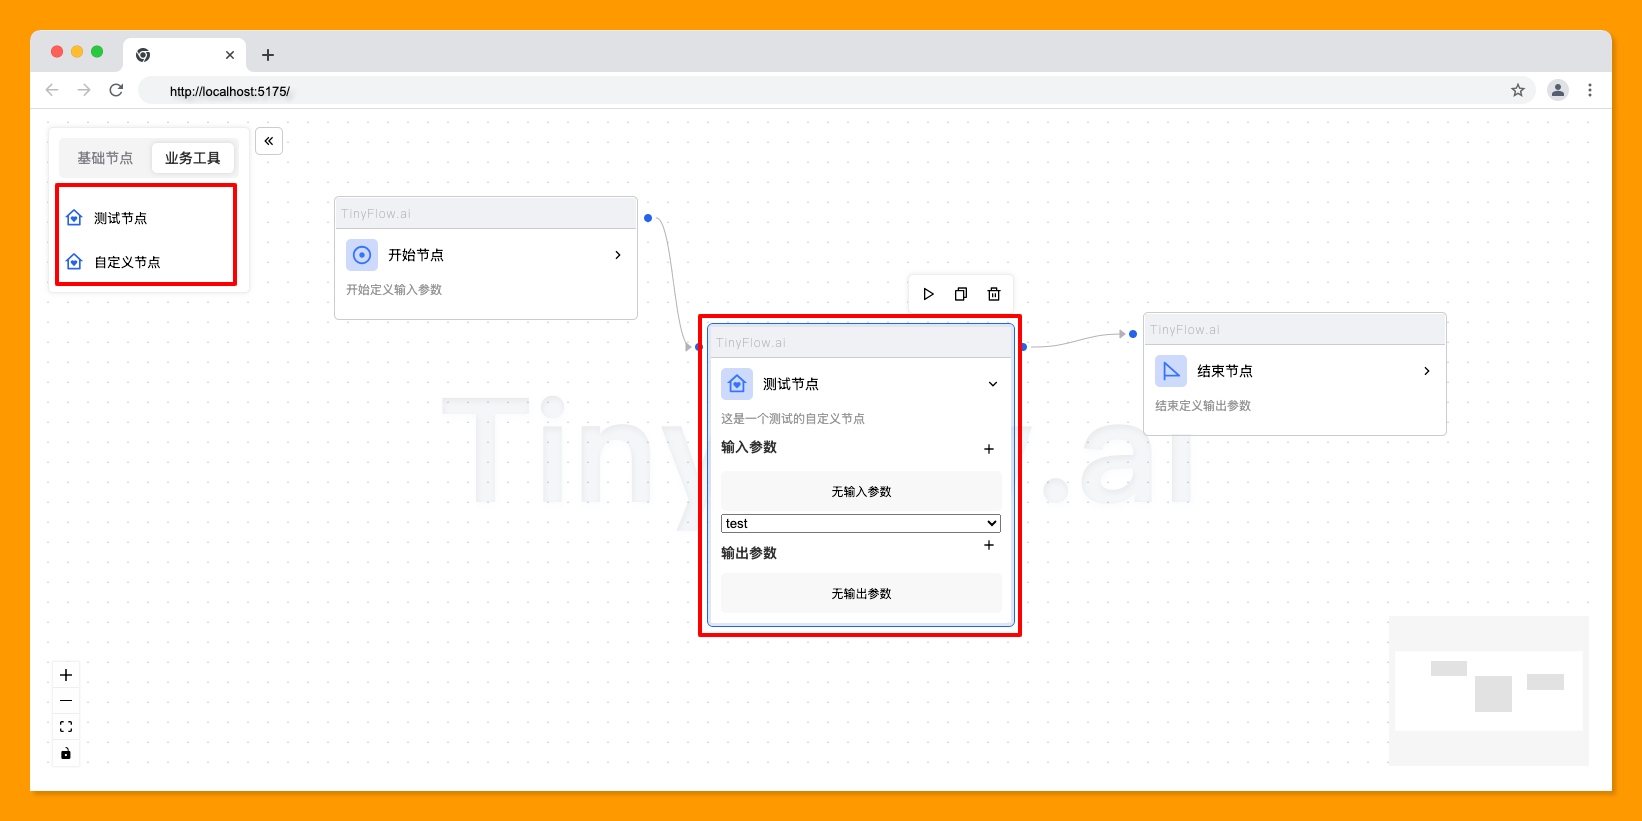 http://localhost:5175/
基础节点
业务工具
测试节点
自定义节点
TinyFlow.ai
开始节点
开始定义输入参数
TinyFlow.ai
测试节点
这是一个测试的自定义节点
输入参数
无输入参数
test
输出参数
无输出参数
TinyFlow.ai
结束节点
结束定义输出参数